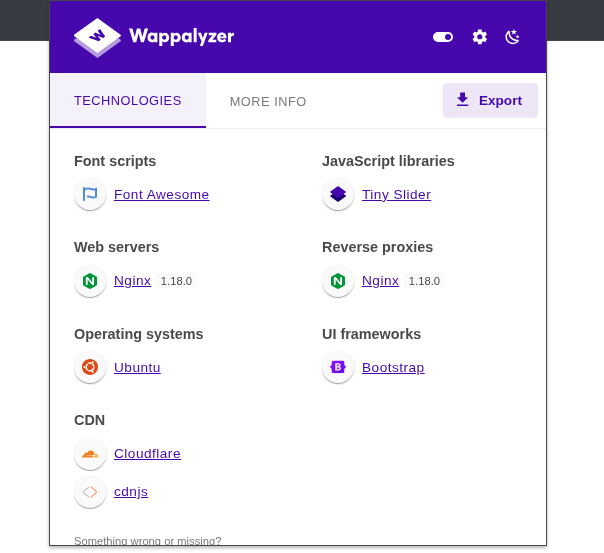 Wappalyzer
TECHNOLOGIES
MORE INFO
Export
Font scripts
Font Awesome
JavaScript libraries
Tiny Slider
Web servers
Nginx 1.18.0
Reverse proxies
Nginx 1.18.0
Operating systems
Ubuntu
UI frameworks
Bootstrap
CDN
Cloudflare
cdnjs
Something wrong or missing?